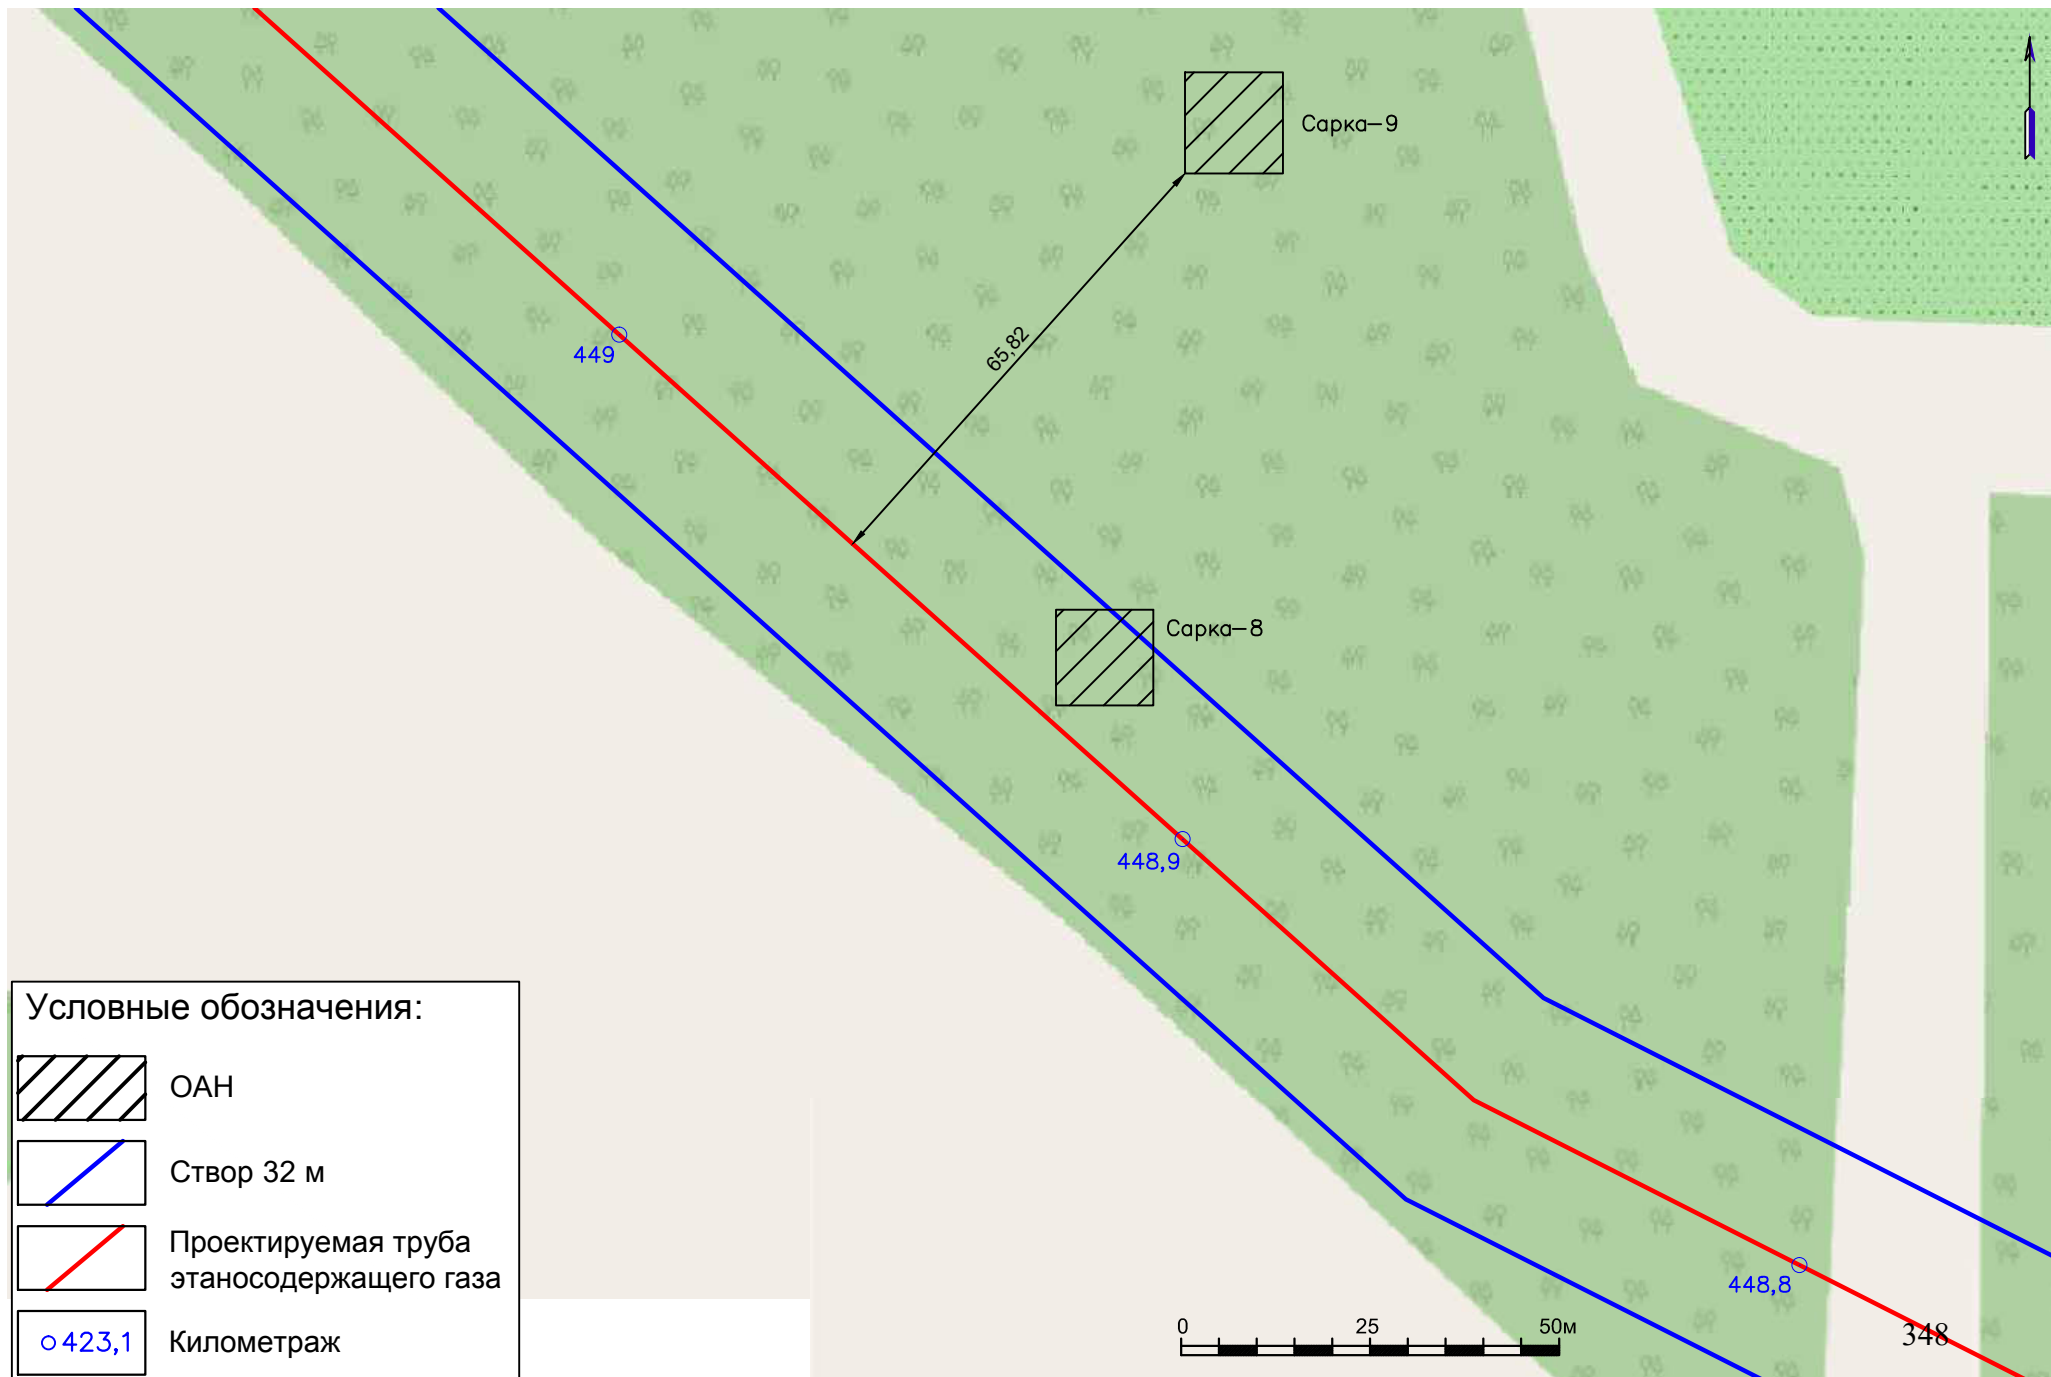 Сарка-9
65,82
449
Сарка-8
448,9
Условные обозначения:
ОАН
Створ 32 м
Проектируемая труба
этаносодержащего газа
423,1 Километраж
448,8
0 25 50м
348